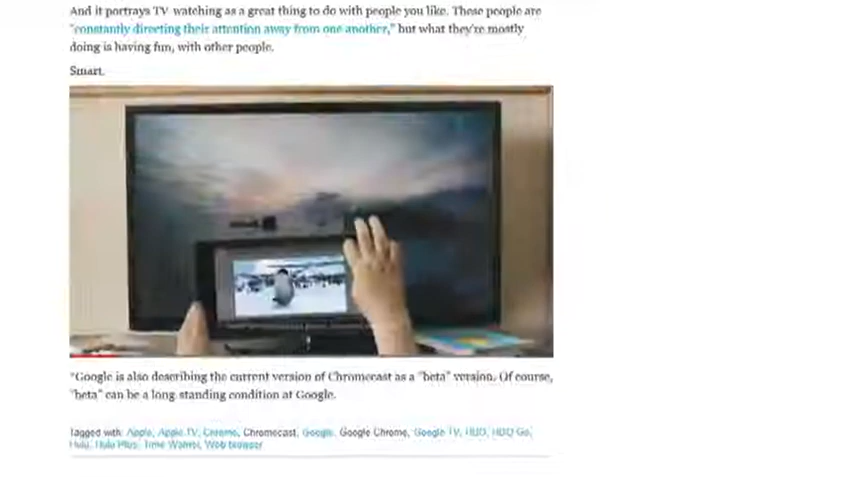 And it portrays TV watching as a great thing to do with people you like. These people are
"constantly directing their attention away from one another," but what they're mostly
doing is having fun, with other people.
Smart.
*Google is also describing the current version of Chromecast as a "beta" version. Of course,
"beta" can be a long standing condition at Google.
Tagged with: Apple, Apple TV, Chrome, Chromecast, Google, Google Chrome, Google TV, HBO, HBO Go,
Hulu, Hulu Plus, Time Warner, Web browser